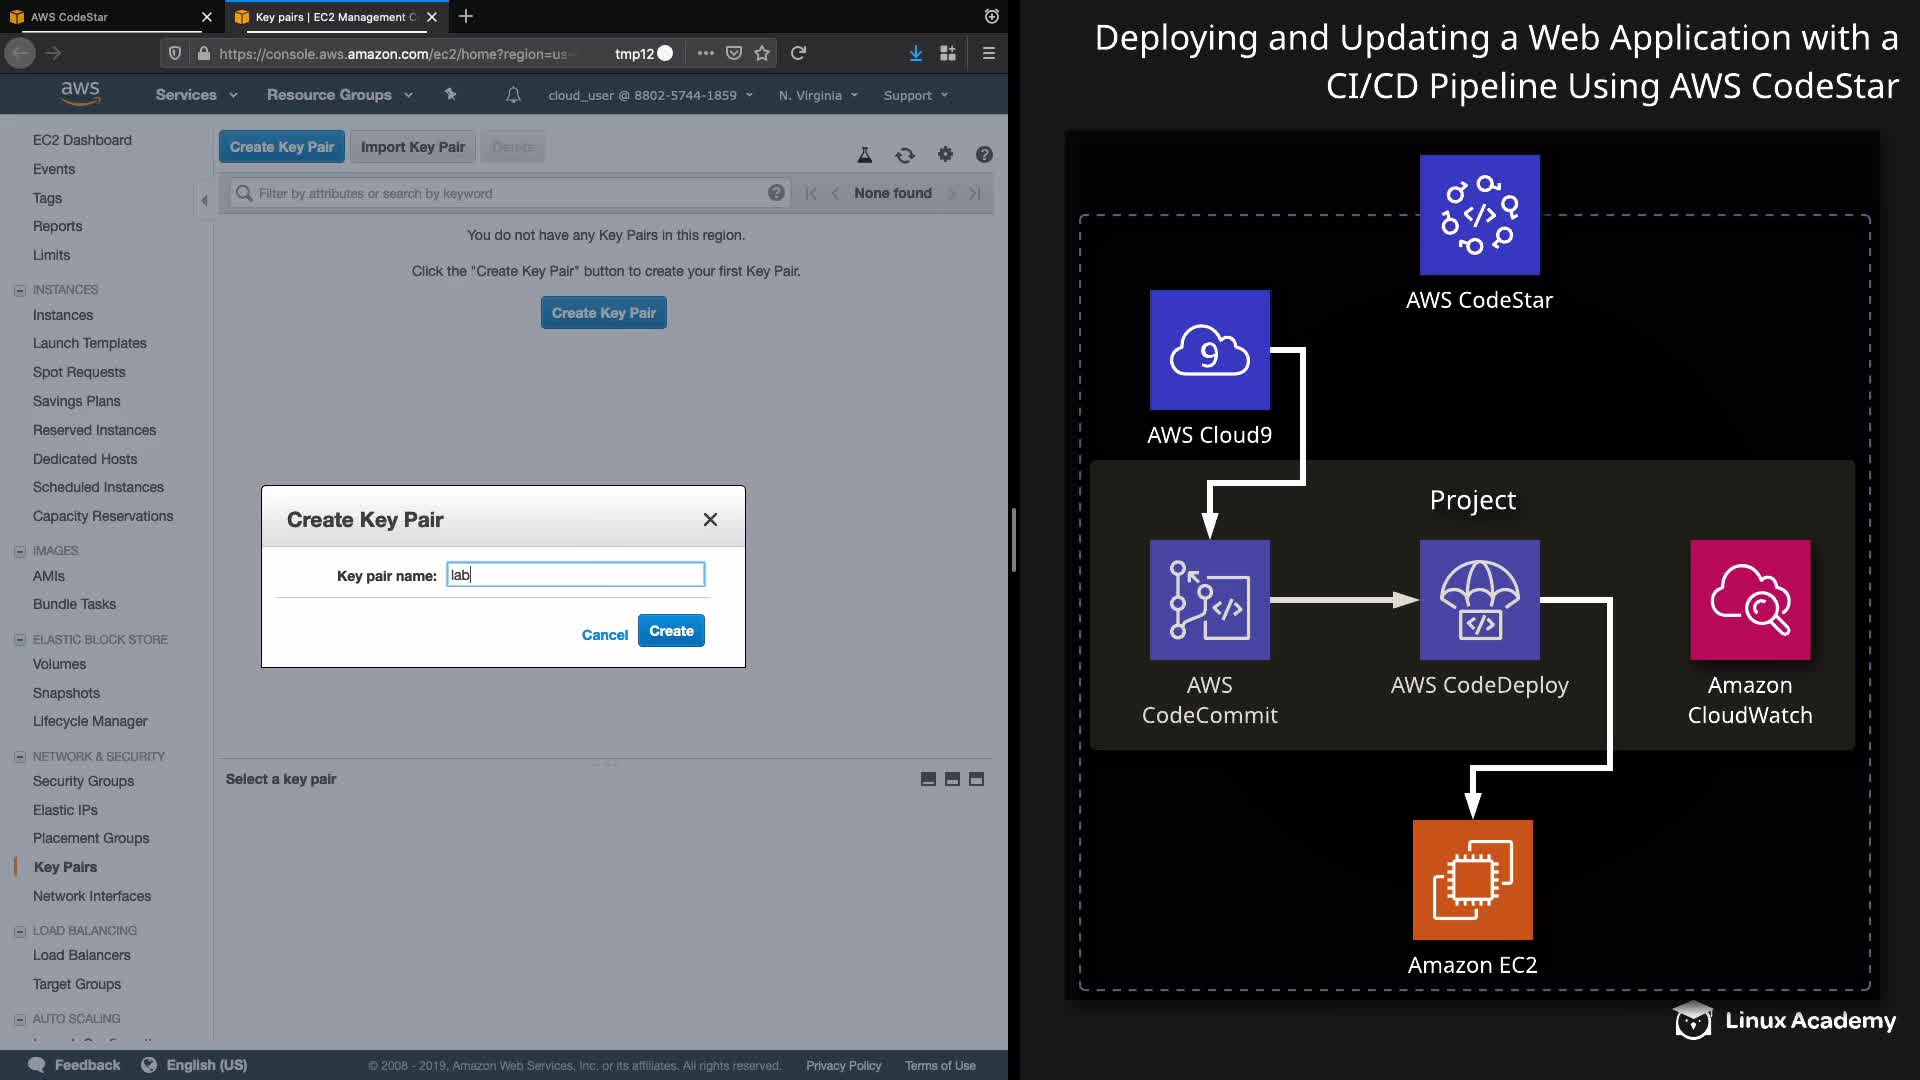 AWS CodeStar
Key pairs | EC2 Management C
https://console.aws.amazon.com/ec2/home?region=us-
tmp12
aws
Services
Resource Groups
cloud_user @ 8802-5744-1859
N. Virginia
Support
EC2 Dashboard
Events
Tags
Reports
Limits
INSTANCES
Instances
Launch Templates
Spot Requests
Savings Plans
Reserved Instances
Dedicated Hosts
Scheduled Instances
Capacity Reservations
IMAGES
AMIs
Bundle Tasks
ELASTIC BLOCK STORE
Volumes
Snapshots
Lifecycle Manager
NETWORK & SECURITY
Security Groups
Elastic IPs
Placement Groups
Key Pairs
Network Interfaces
LOAD BALANCING
Load Balancers
Target Groups
AUTO SCALING
Create Key Pair
Import Key Pair
Delete
Filter by attributes or search by keyword
None found
You do not have any Key Pairs in this region.
Click the "Create Key Pair" button to create your first Key Pair.
Create Key Pair
Create Key Pair
Key pair name:
lab
Cancel
Create
Select a key pair
Feedback
English (US)
© 2008 - 2019, Amazon Web Services, Inc. or its affiliates. All rights reserved.
Privacy Policy
Terms of Use
Deploying and Updating a Web Application with a
CI/CD Pipeline Using AWS CodeStar
AWS CodeStar
9
AWS Cloud9
Project
AWS
CodeCommit
AWS CodeDeploy
Amazon
CloudWatch
Amazon EC2
Linux Academy